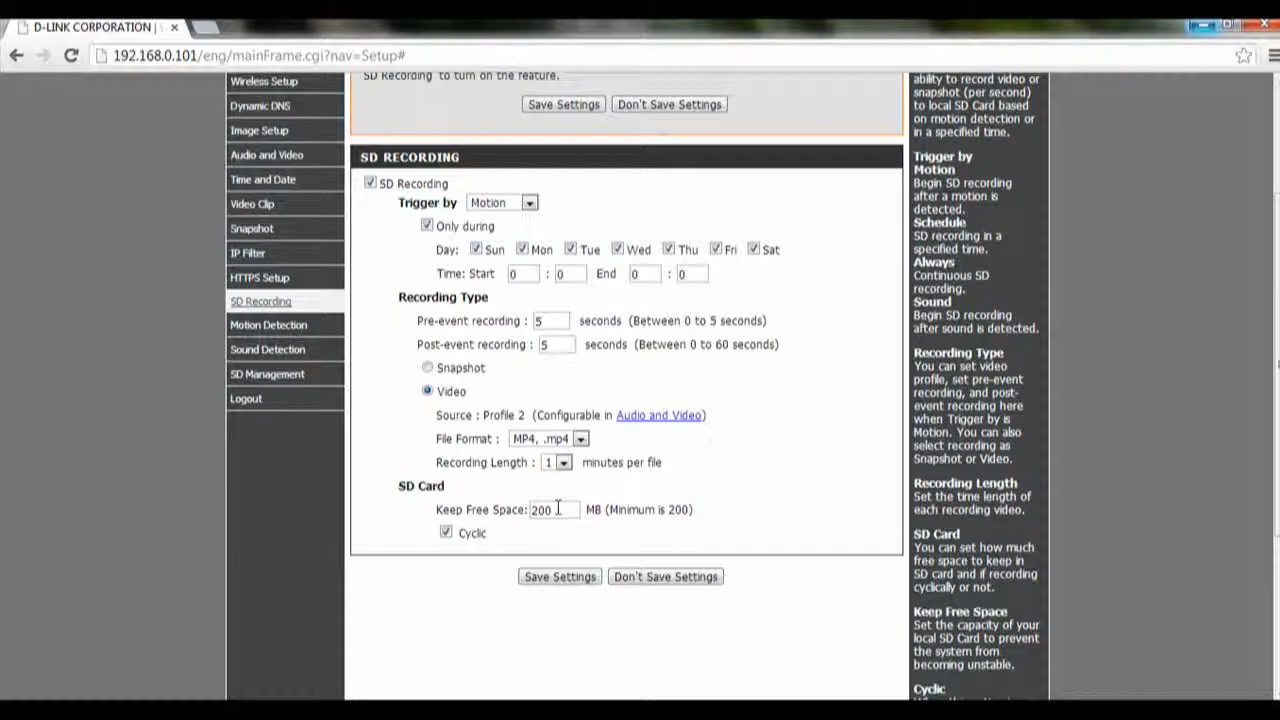 D-LINK CORPORATION |
192.168.0.101/eng/mainFrame.cgi?nav=Setup#
Wireless Setup
Dynamic DNS
Image Setup
Audio and Video
Time and Date
Video Clip
Snapshot
IP Filter
HTTPS Setup
SD Recording
Motion Detection
Sound Detection
SD Management
Logout
SD Recording to turn on the feature.
Save Settings Don't Save Settings
SD RECORDING
SD Recording
Trigger by Motion
Only during
Day: Sun Mon Tue Wed Thu Fri Sat
Time: Start 0 : 0 End 0 : 0
Recording Type
Pre-event recording : 5 seconds (Between 0 to 5 seconds)
Post-event recording : 5 seconds (Between 0 to 60 seconds)
Snapshot
Video
Source : Profile 2 (Configurable in Audio and Video)
File Format : MP4, .mp4
Recording Length : 1 minutes per file
SD Card
Keep Free Space: 200 MB (Minimum is 200)
Cyclic
Save Settings Don't Save Settings
ability to record video or
snapshot (per second)
to local SD Card based
on motion detection or
in a specified time.
Trigger by
Motion
Begin SD recording
after a motion is
detected.
Schedule
SD recording in a
specified time.
Always
Continuous SD
recording.
Sound
Begin SD recording
after sound is detected.
Recording Type
You can set video
profile, set pre-event
recording, and post-
event recording here
when Trigger by is
Motion. You can also
select recording as
Snapshot or Video.
Recording Length
Set the time length of
each recording video.
SD Card
You can set how much
free space to keep in
SD card and if recording
cyclically or not.
Keep Free Space
Set the capacity of your
local SD Card to prevent
the system from
becoming unstable.
Cyclic